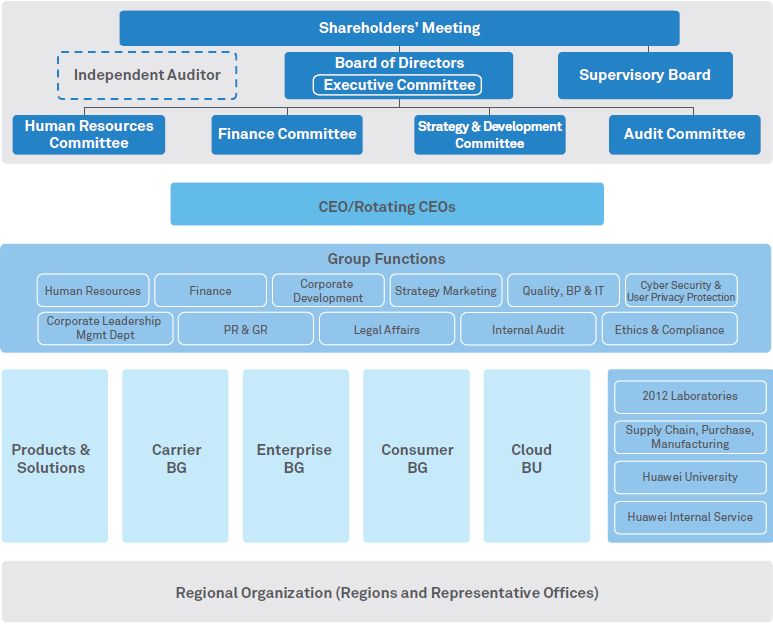 Shareholders' Meeting
Independent Auditor
Board of Directors
Executive Committee
Supervisory Board
Human Resources
Committee
Finance Committee
Strategy & Development
Committee
Audit Committee
CEO/Rotating CEOs
Group Functions
Human Resources
Finance
Corporate
Development
Strategy Marketing
Quality, BP & IT
Cyber Security &
User Privacy Protection
Corporate Leadership
Mgmt Dept
PR & GR
Legal Affairs
Internal Audit
Ethics & Compliance
Products &
Solutions
Carrier
BG
Enterprise
BG
Consumer
BG
Cloud
BU
2012 Laboratories
Supply Chain, Purchase,
Manufacturing
Huawei University
Huawei Internal Service
Regional Organization (Regions and Representative Offices)